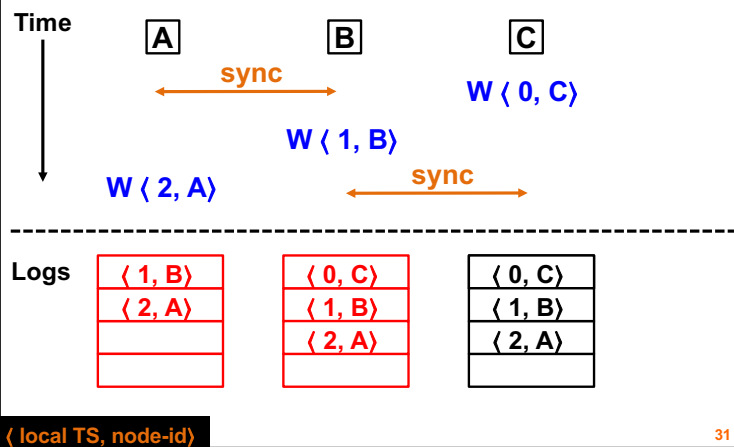 Time
A B C
sync
W ⟨ 0, C⟩
W ⟨ 1, B⟩
sync
W ⟨ 2, A⟩
Logs ⟨ 1, B⟩ ⟨ 0, C⟩ ⟨ 0, C⟩
⟨ 2, A⟩ ⟨ 1, B⟩ ⟨ 1, B⟩
⟨ 2, A⟩ ⟨ 2, A⟩
⟨ local TS, node-id⟩ 31